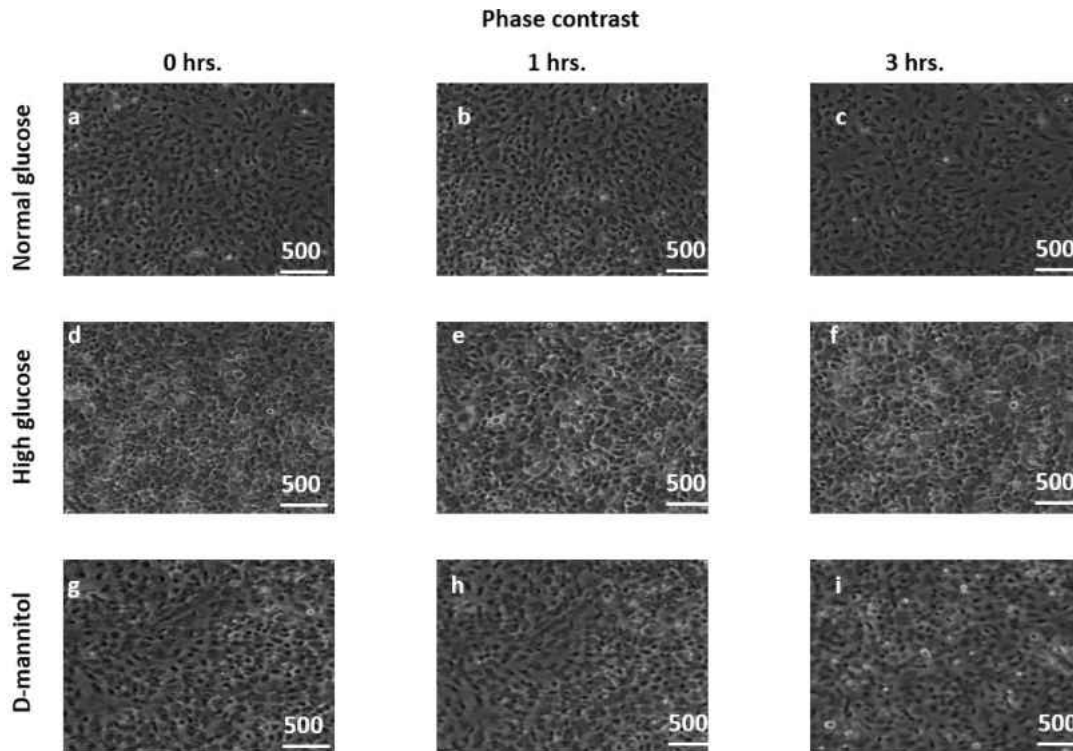 Phase contrast
0 hrs. 1 hrs. 3 hrs.
Normal glucose
a b c
500 500 500
High glucose
d e f
500 500 500
D-mannitol
g h i
500 500 500